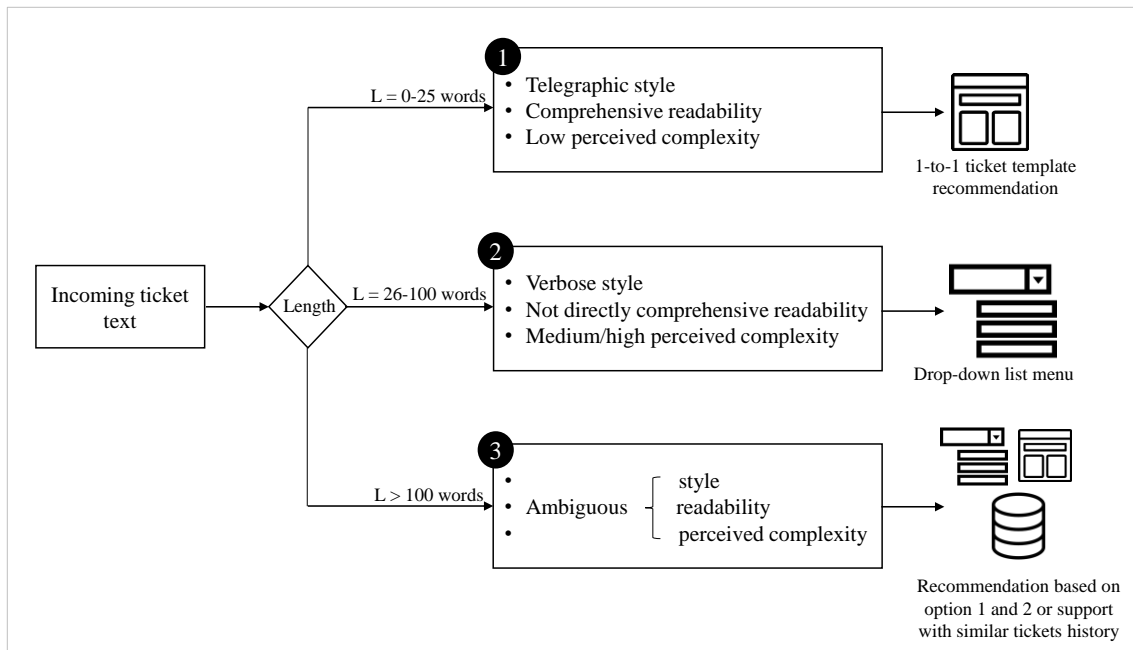 Incoming ticket
text
Length
L = 0-25 words
1
• Telegraphic style
• Comprehensive readability
• Low perceived complexity
1-to-1 ticket template
recommendation
L = 26-100 words
2
• Verbose style
• Not directly comprehensive readability
• Medium/high perceived complexity
Drop-down list menu
L > 100 words
3
• style
• Ambiguous readability
• perceived complexity
Recommendation based on
option 1 and 2 or support
with similar tickets history